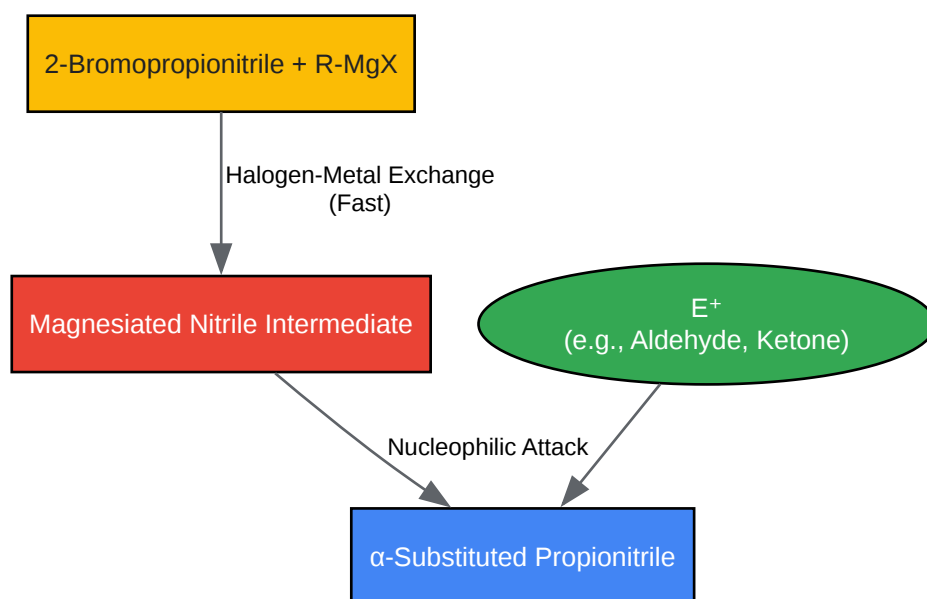 2-Bromopropionitrile + R-MgX
Halogen-Metal Exchange
(Fast)
Magnesiated Nitrile Intermediate
E⁺
(e.g., Aldehyde, Ketone)
Nucleophilic Attack
α-Substituted Propionitrile